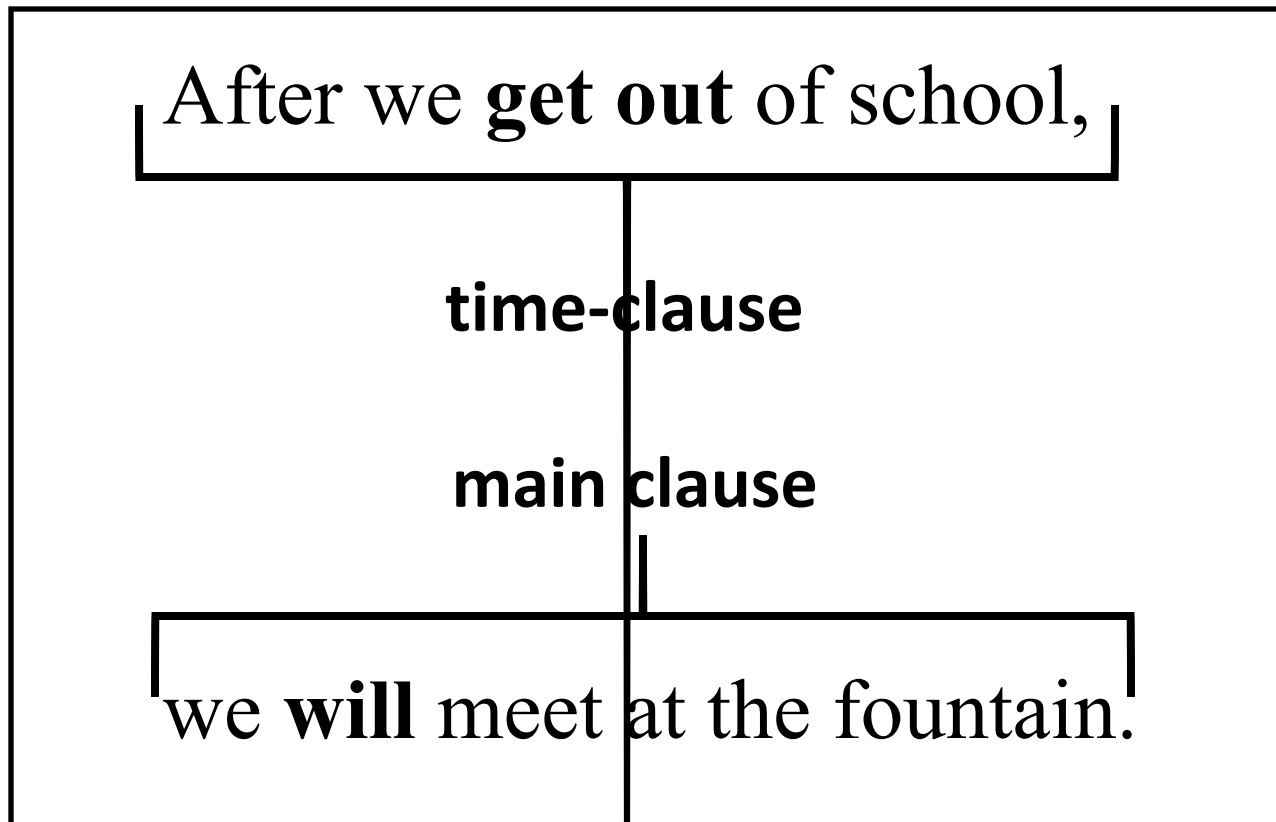 After we get out of school,
time-clause
main clause
we will meet at the fountain.